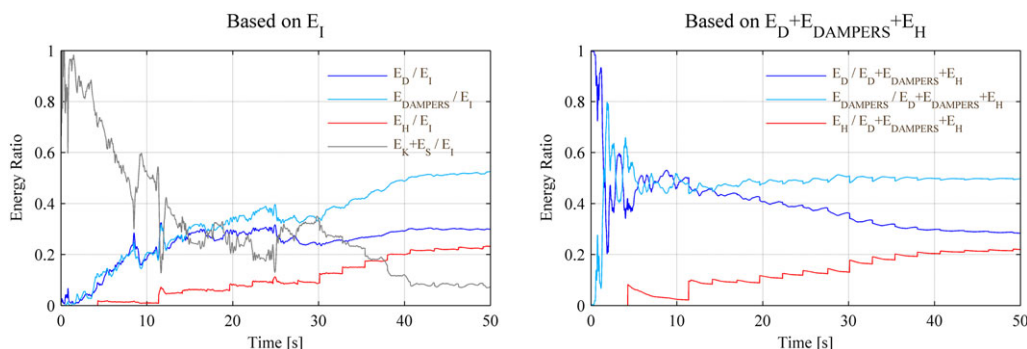 Based on E_I
1
0.8
0.6
0.4
0.2
0
Energy Ratio
0 10 20 30 40 50
Time [s]
E_D / E_I
E_DAMPERS / E_I
E_H / E_I
E_K+E_S / E_I
Based on E_D+E_DAMPERS+E_H
1
0.8
0.6
0.4
0.2
0
Energy Ratio
0 10 20 30 40 50
Time [s]
E_D / E_D+E_DAMPERS+E_H
E_DAMPERS / E_D+E_DAMPERS+E_H
E_H / E_D+E_DAMPERS+E_H